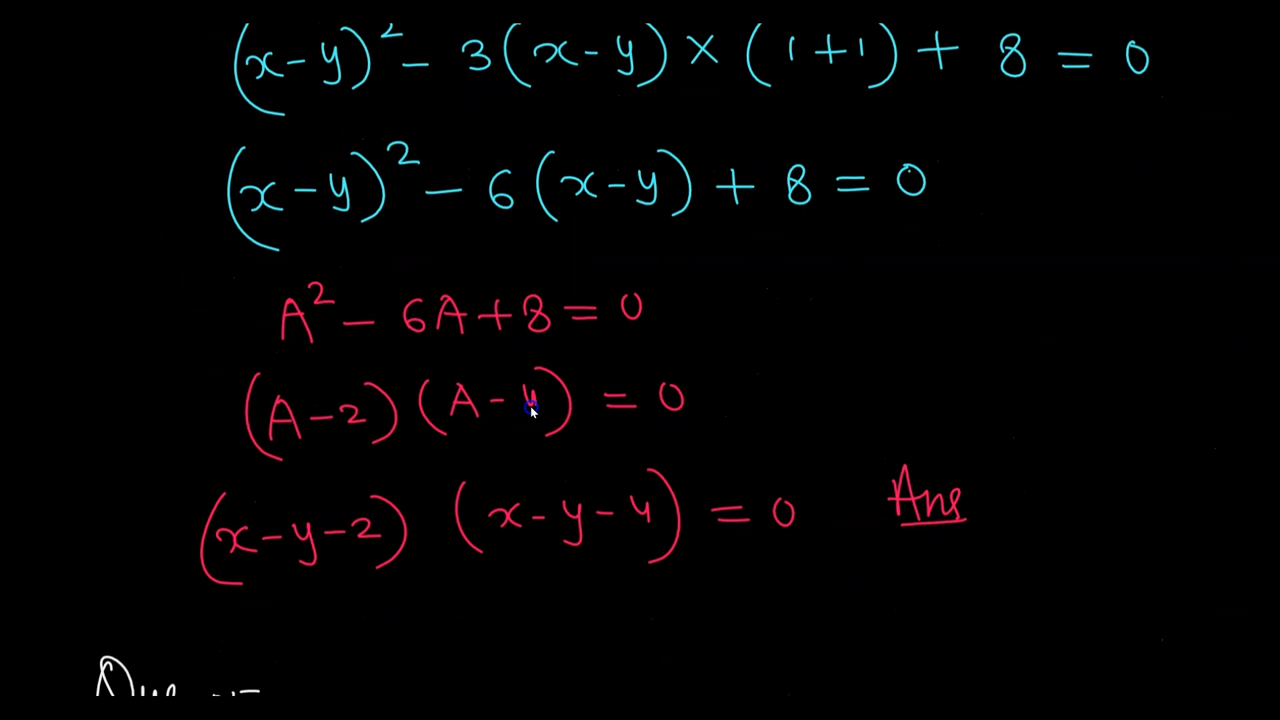 (x-y)² - 3(x-y) × (1+1) + 8 = 0
(x-y)² - 6(x-y) + 8 = 0
A² - 6A + 8 = 0
(A-2) (A-4) = 0
(x-y-2) (x-y-4) = 0 Ans